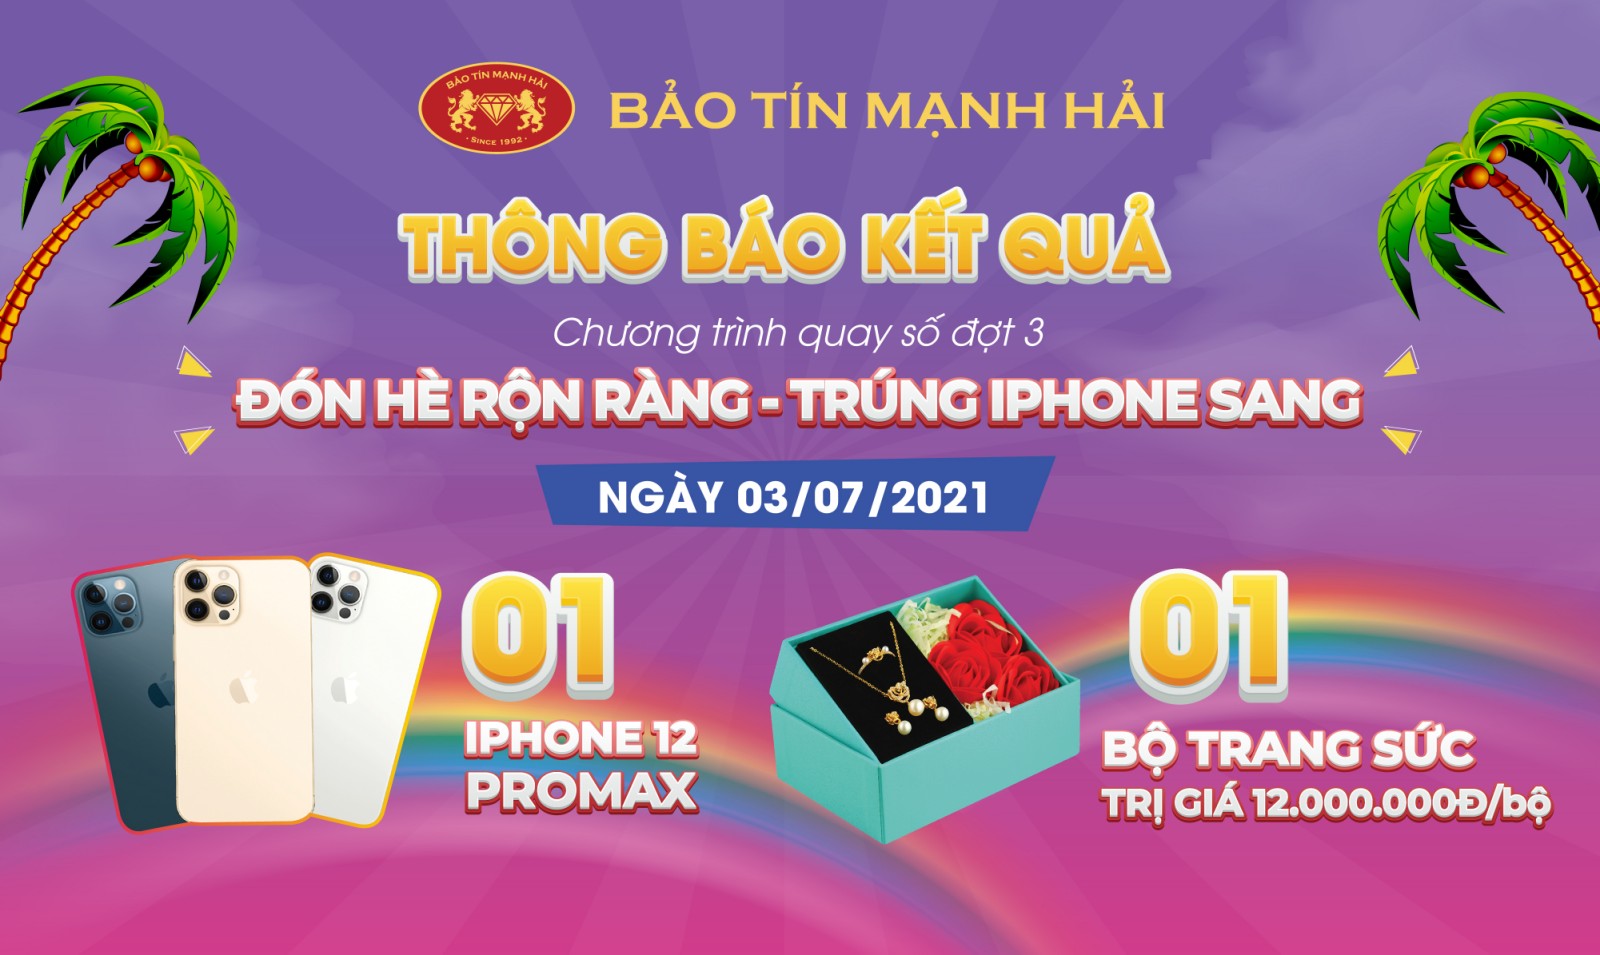 BẢO TÍN MẠNH HẢI
· SINCE 1992 ·
BẢO TÍN MẠNH HẢI
THÔNG BÁO KẾT QUẢ
Chương trình quay số đợt 3
ĐÓN HÈ RỘN RÀNG - TRÚNG IPHONE SANG
NGÀY 03/07/2021
01
IPHONE 12
PROMAX
01
BỘ TRANG SỨC
TRỊ GIÁ 12.000.000Đ/bộ